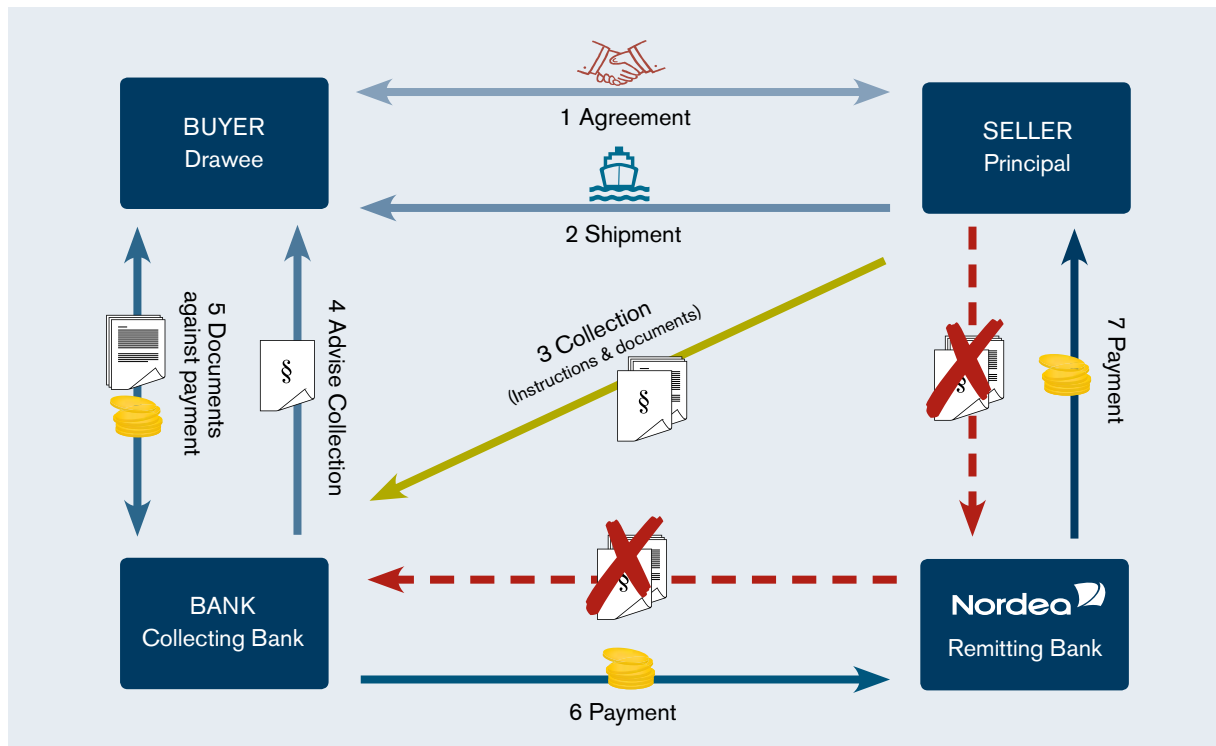 1 Agreement
BUYER
Drawee
SELLER
Principal
2 Shipment
3 Collection
(Instructions & documents)
5 Documents
against payment
4 Advise Collection
7 Payment
§
§
§
§
BANK
Collecting Bank
Nordea
Remitting Bank
6 Payment